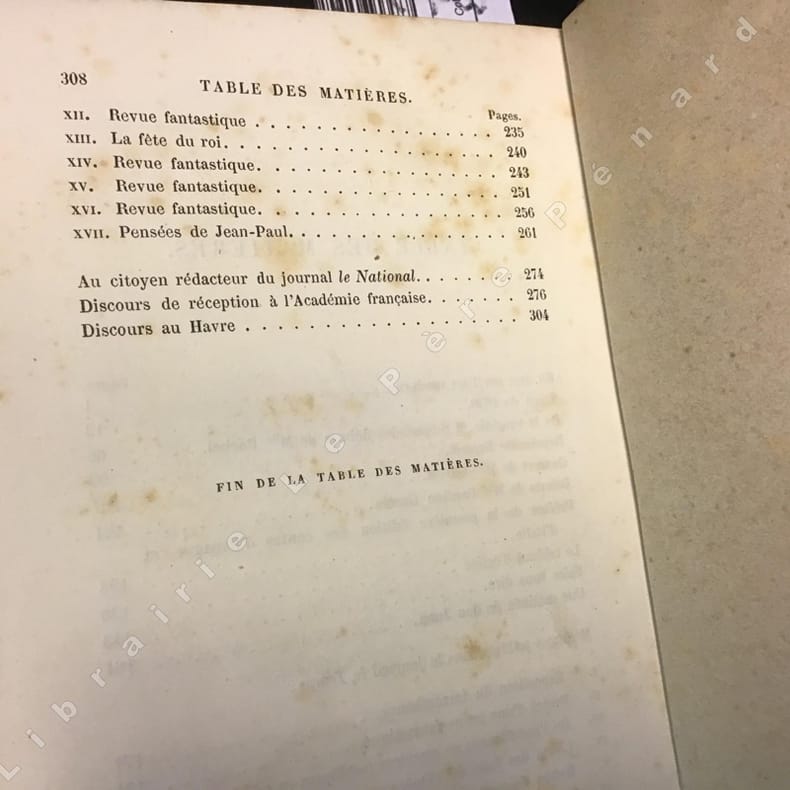 308
TABLE DES MATIÈRES.
Pages.
XII. Revue fantastique . . . . . . . . . . . . . . . 235
XIII. La fête du roi. . . . . . . . . . . . . . . . 240
XIV. Revue fantastique. . . . . . . . . . . . . . . 243
XV. Revue fantastique. . . . . . . . . . . . . . . 251
XVI. Revue fantastique. . . . . . . . . . . . . . . 256
XVII. Pensées de Jean-Paul. . . . . . . . . . . . . 261
Au citoyen rédacteur du journal le National. . . . . . . 274
Discours de réception à l'Académie française. . . . . . . 276
Discours au Havre . . . . . . . . . . . . . . . . . 304
FIN DE LA TABLE DES MATIÈRES.
Librairie Le Père Pénard